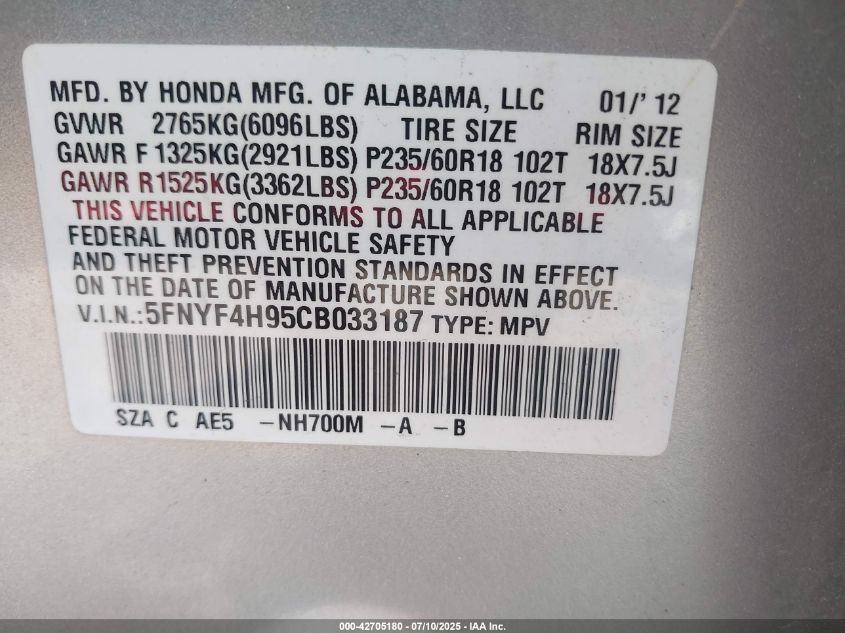 MFD. BY HONDA MFG. OF ALABAMA, LLC 01/' 12
GVWR 2765KG(6096LBS) TIRE SIZE RIM SIZE
GAWR F 1325KG(2921LBS) P235/60R18 102T 18X7.5J
GAWR R1525KG(3362LBS) P235/60R18 102T 18X7.5J
THIS VEHICLE CONFORMS TO ALL APPLICABLE
FEDERAL MOTOR VEHICLE SAFETY
AND THEFT PREVENTION STANDARDS IN EFFECT
ON THE DATE OF MANUFACTURE SHOWN ABOVE.
V.I.N.:5FNYF4H95CB033187 TYPE: MPV
SZA C AE5 -NH700M -A -B
000-42705180 - 07/10/2025 - IAA Inc.